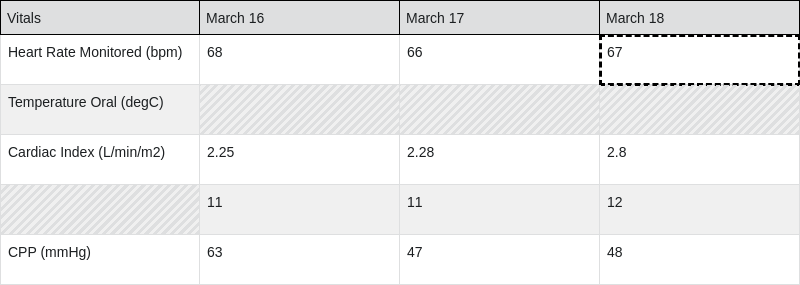 Vitals March 16 March 17 March 18
Heart Rate Monitored (bpm) 68 66 67
Temperature Oral (degC)
Cardiac Index (L/min/m2) 2.25 2.28 2.8
11 11 12
CPP (mmHg) 63 47 48